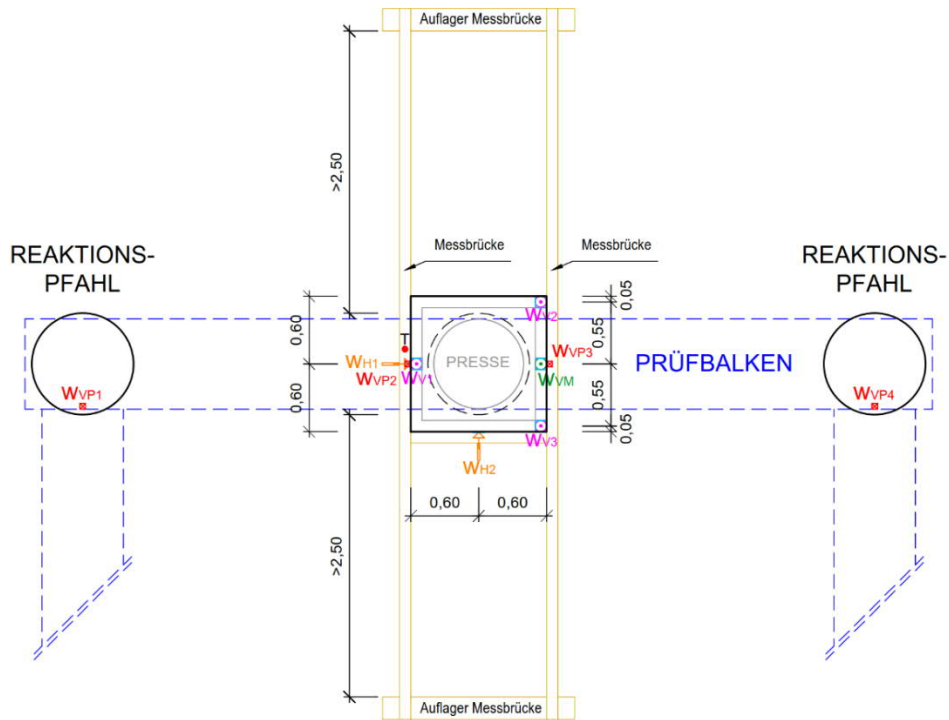 Auflager Messbrücke
>2,50
REAKTIONS-
PFAHL
Messbrücke
Messbrücke
REAKTIONS-
PFAHL
0,05
0,60
WV2
0,55
T
WH1
PRESSE
WVP3
PRÜFBALKEN
WVP2
WV1
WVM
WVP1
WVP4
0,60
0,55
WV3
0,05
WH2
0,60
0,60
>2,50
Auflager Messbrücke